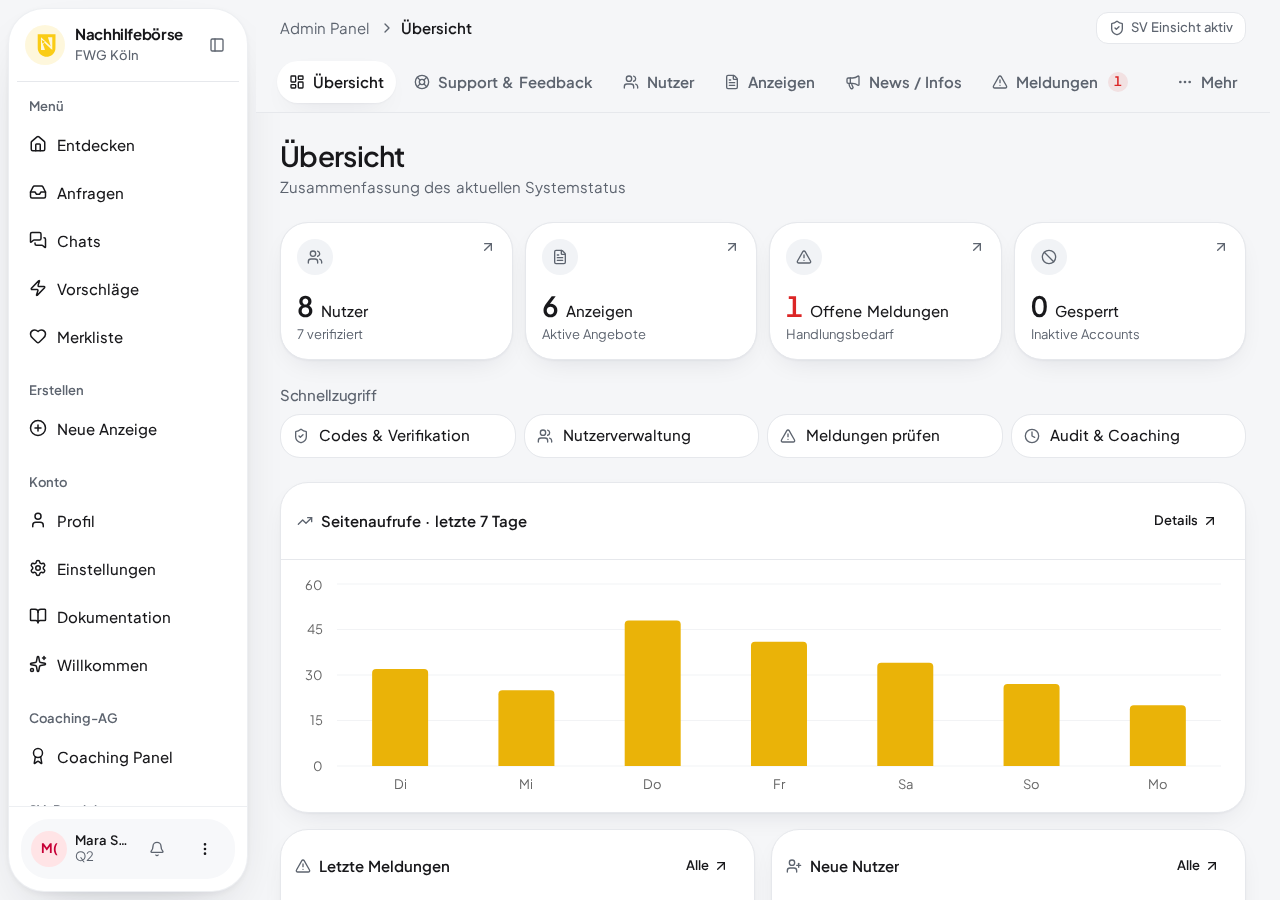 Nachhilfebörse
FWG Köln
Menü
Entdecken
Anfragen
Chats
Vorschläge
Merkliste
Erstellen
Neue Anzeige
Konto
Profil
Einstellungen
Dokumentation
Willkommen
Coaching-AG
Coaching Panel
M(
Mara S…
Q2
Admin Panel
Übersicht
SV Einsicht aktiv
Übersicht
Support & Feedback
Nutzer
Anzeigen
News / Infos
Meldungen 1
Mehr
Übersicht
Zusammenfassung des aktuellen Systemstatus
8 Nutzer
7 verifiziert
6 Anzeigen
Aktive Angebote
1 Offene Meldungen
Handlungsbedarf
0 Gesperrt
Inaktive Accounts
Schnellzugriff
Codes & Verifikation
Nutzerverwaltung
Meldungen prüfen
Audit & Coaching
Seitenaufrufe · letzte 7 Tage
Details
60
45
30
15
0
Di Mi Do Fr Sa So Mo
Letzte Meldungen
Alle
Neue Nutzer
Alle